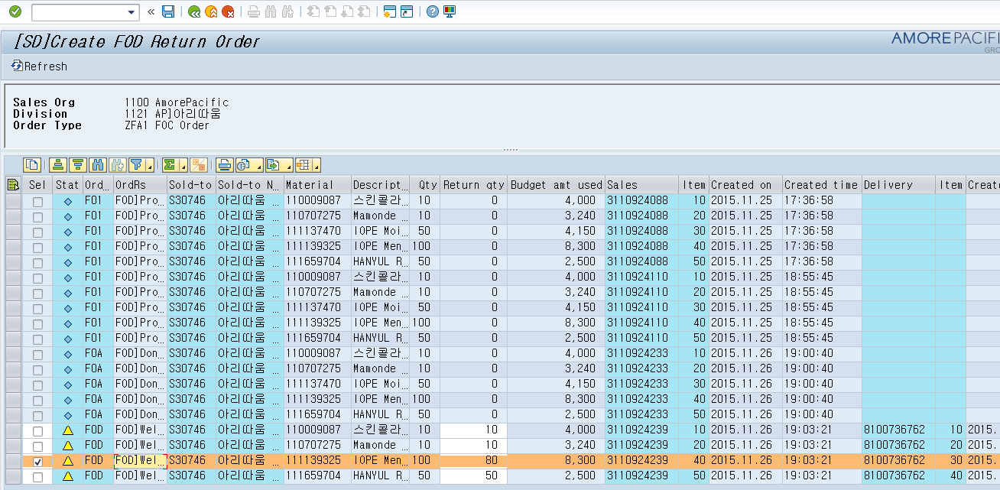 [SD]Create FOD Return Order
AMOREPACIFI
GRO
Refresh
Sales Org 1100 AmorePacific
Division 1121 AP]아리따움
Order Type ZFA1 FOC Order
Sel Stat Ord… OrdRs Sold-to Sold-to N… Material Descript… Qty Return qty Budget amt used Sales Item Created on Created time Delivery Item Create
F01 FOD]Pro… S30746 아리따움 … 110009087 스킨콜라… 10 0 4,000 3110924088 10 2015.11.25 17:36:58
F01 FOD]Pro… S30746 아리따움 … 110707275 Mamonde … 10 0 3,240 3110924088 20 2015.11.25 17:36:58
F01 FOD]Pro… S30746 아리따움 … 111137470 IOPE Moi… 50 0 4,150 3110924088 30 2015.11.25 17:36:58
F01 FOD]Pro… S30746 아리따움 … 111139325 IOPE Men… 100 0 8,300 3110924088 40 2015.11.25 17:36:58
F01 FOD]Pro… S30746 아리따움 … 111659704 HANYUL R… 50 0 2,500 3110924088 50 2015.11.25 17:36:58
F01 FOD]Pro… S30746 아리따움 … 110009087 스킨콜라… 10 0 4,000 3110924110 10 2015.11.25 18:55:45
F01 FOD]Pro… S30746 아리따움 … 110707275 Mamonde … 10 0 3,240 3110924110 20 2015.11.25 18:55:45
F01 FOD]Pro… S30746 아리따움 … 111137470 IOPE Moi… 50 0 4,150 3110924110 30 2015.11.25 18:55:45
F01 FOD]Pro… S30746 아리따움 … 111139325 IOPE Men… 100 0 8,300 3110924110 40 2015.11.25 18:55:45
F01 FOD]Pro… S30746 아리따움 … 111659704 HANYUL R… 50 0 2,500 3110924110 50 2015.11.25 18:55:45
FOA FOD]Don… S30746 아리따움 … 110009087 스킨콜라… 10 0 4,000 3110924233 10 2015.11.26 19:00:40
FOA FOD]Don… S30746 아리따움 … 110707275 Mamonde … 10 0 3,240 3110924233 20 2015.11.26 19:00:40
FOA FOD]Don… S30746 아리따움 … 111137470 IOPE Moi… 50 0 4,150 3110924233 30 2015.11.26 19:00:40
FOA FOD]Don… S30746 아리따움 … 111139325 IOPE Men… 100 0 8,300 3110924233 40 2015.11.26 19:00:40
FOA FOD]Don… S30746 아리따움 … 111659704 HANYUL R… 50 0 2,500 3110924233 50 2015.11.26 19:00:40
FOD FOD]Wel… S30746 아리따움 … 110009087 스킨콜라… 10 10 4,000 3110924239 10 2015.11.26 19:03:21 8100736762 10 2015.
FOD FOD]Wel… S30746 아리따움 … 110707275 Mamonde … 10 10 3,240 3110924239 20 2015.11.26 19:03:21 8100736762 20 2015.
FOD FOD]Wel… S30746 아리따움 … 111139325 IOPE Men… 100 80 8,300 3110924239 40 2015.11.26 19:03:21 8100736762 30 2015.
FOD FOD]Wel… S30746 아리따움 … 111659704 HANYUL R… 50 50 2,500 3110924239 50 2015.11.26 19:03:21 8100736762 40 2015.